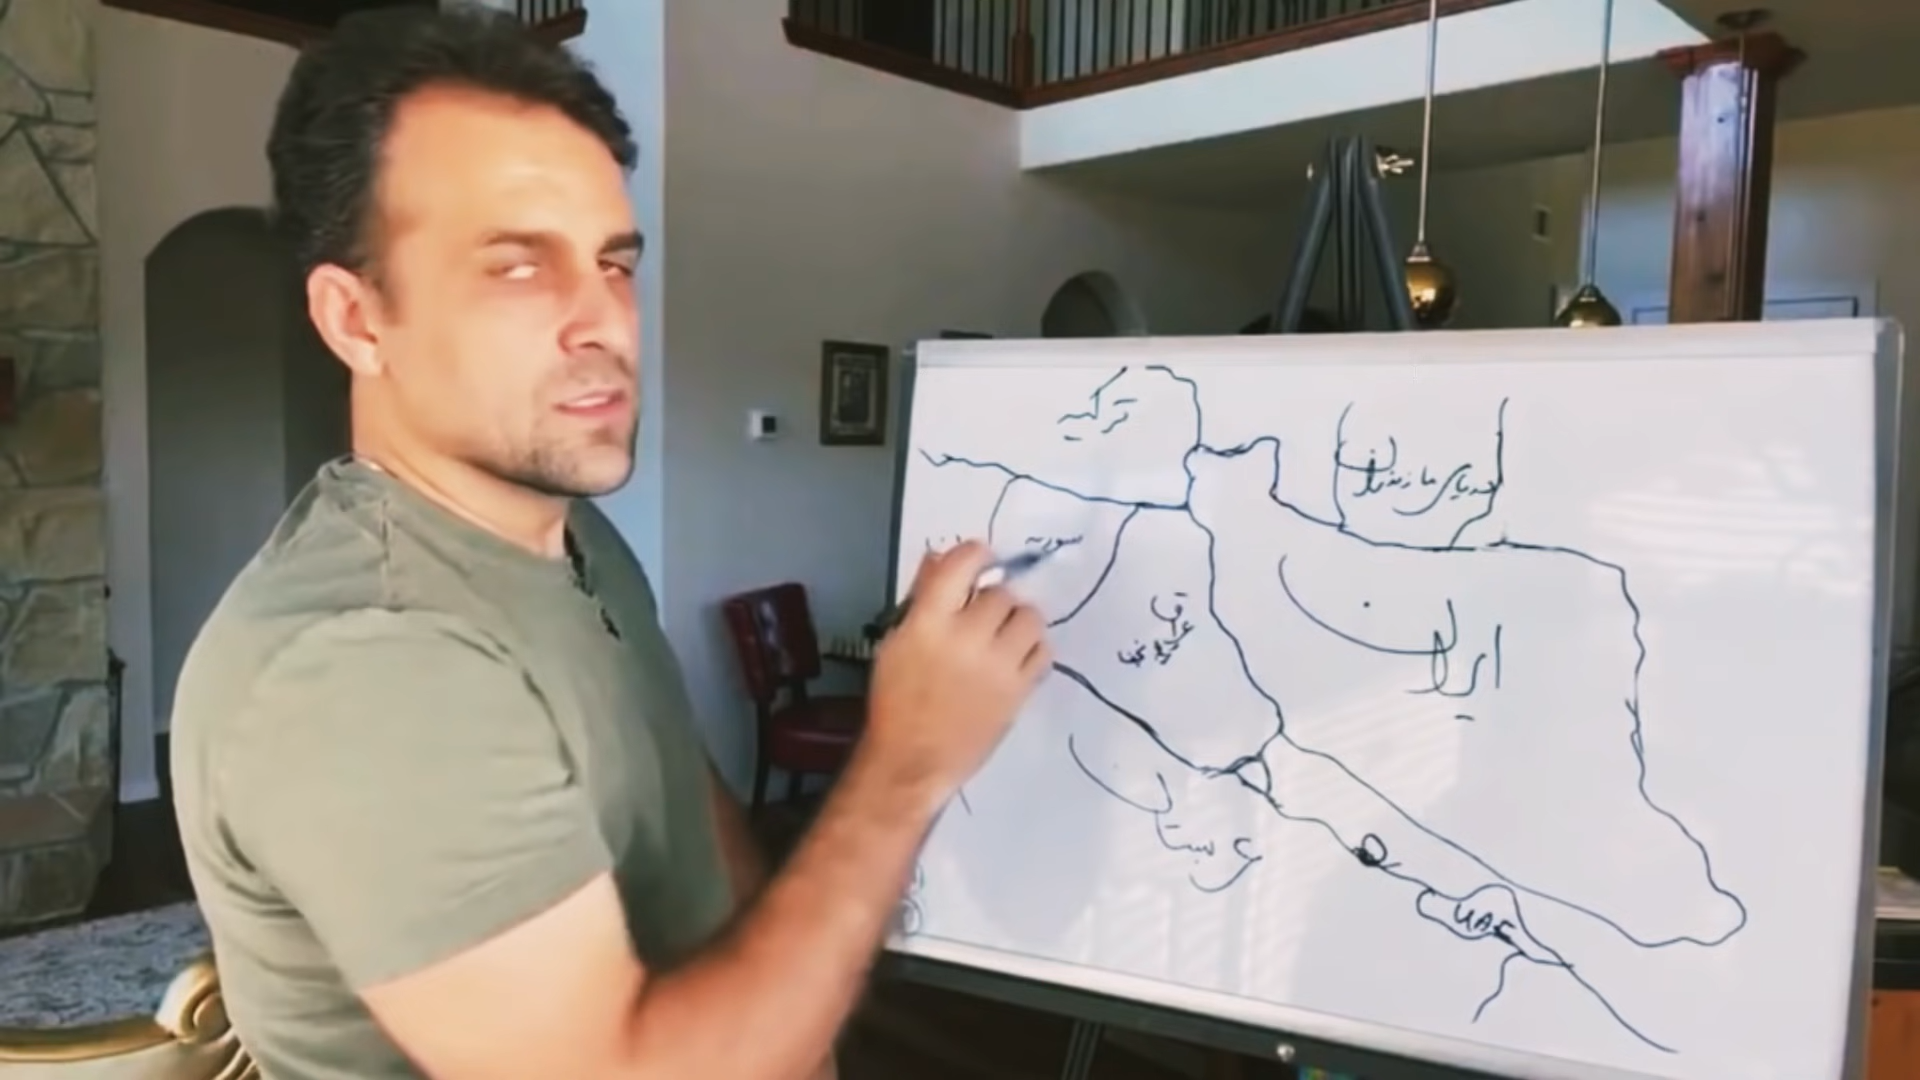 ترکیه
دریای مازندران
سوریه
عراق
ایران
عربستان
UAE